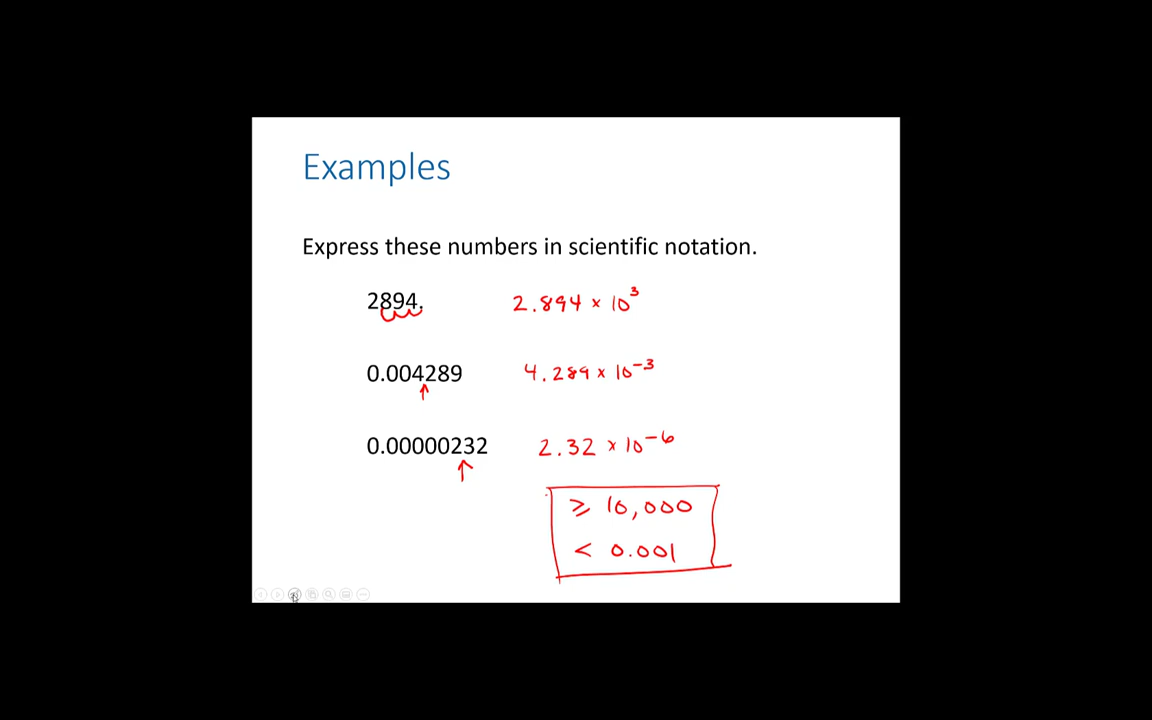 Examples
Express these numbers in scientific notation.
2894. 2.894 × 10³
0.004289 4.289 × 10⁻³
0.00000232 2.32 × 10⁻⁶
≥ 10,000
< 0.001